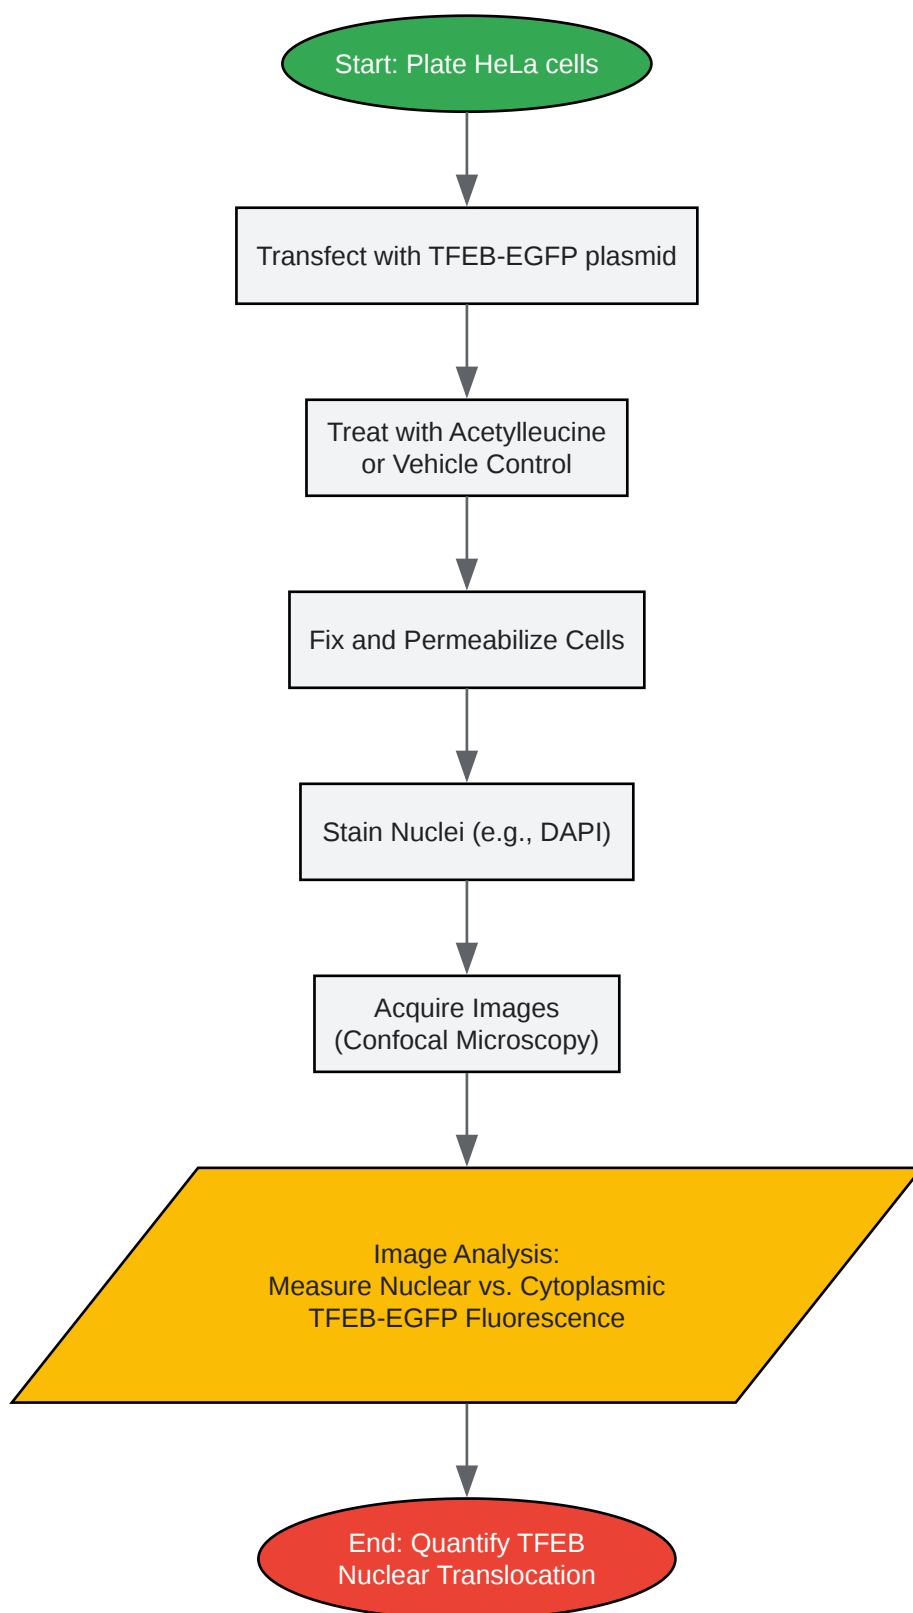 Start: Plate HeLa cells
Transfect with TFEB-EGFP plasmid
Treat with Acetylleucine
or Vehicle Control
Fix and Permeabilize Cells
Stain Nuclei (e.g., DAPI)
Acquire Images
(Confocal Microscopy)
Image Analysis:
Measure Nuclear vs. Cytoplasmic
TFEB-EGFP Fluorescence
End: Quantify TFEB
Nuclear Translocation